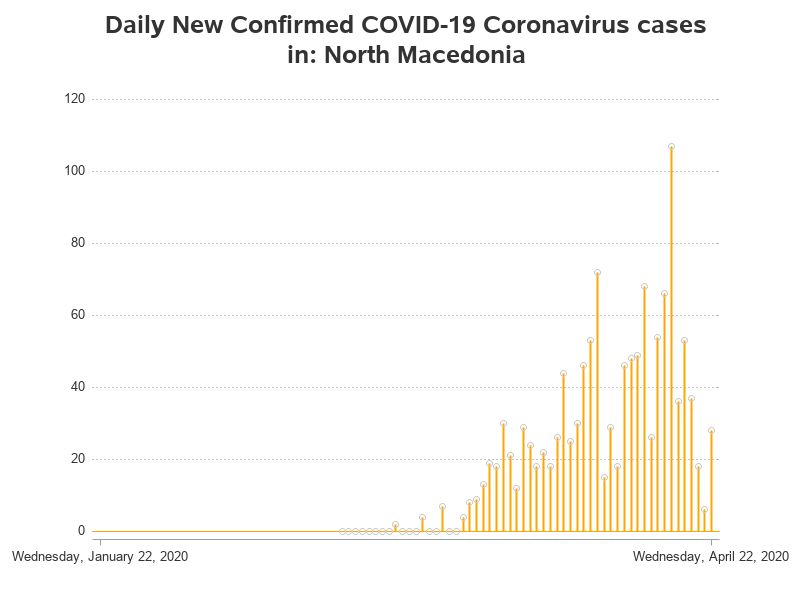 Daily New Confirmed COVID-19 Coronavirus cases
in: North Macedonia
120
100
80
60
40
20
0
Wednesday, January 22, 2020
Wednesday, April 22, 2020